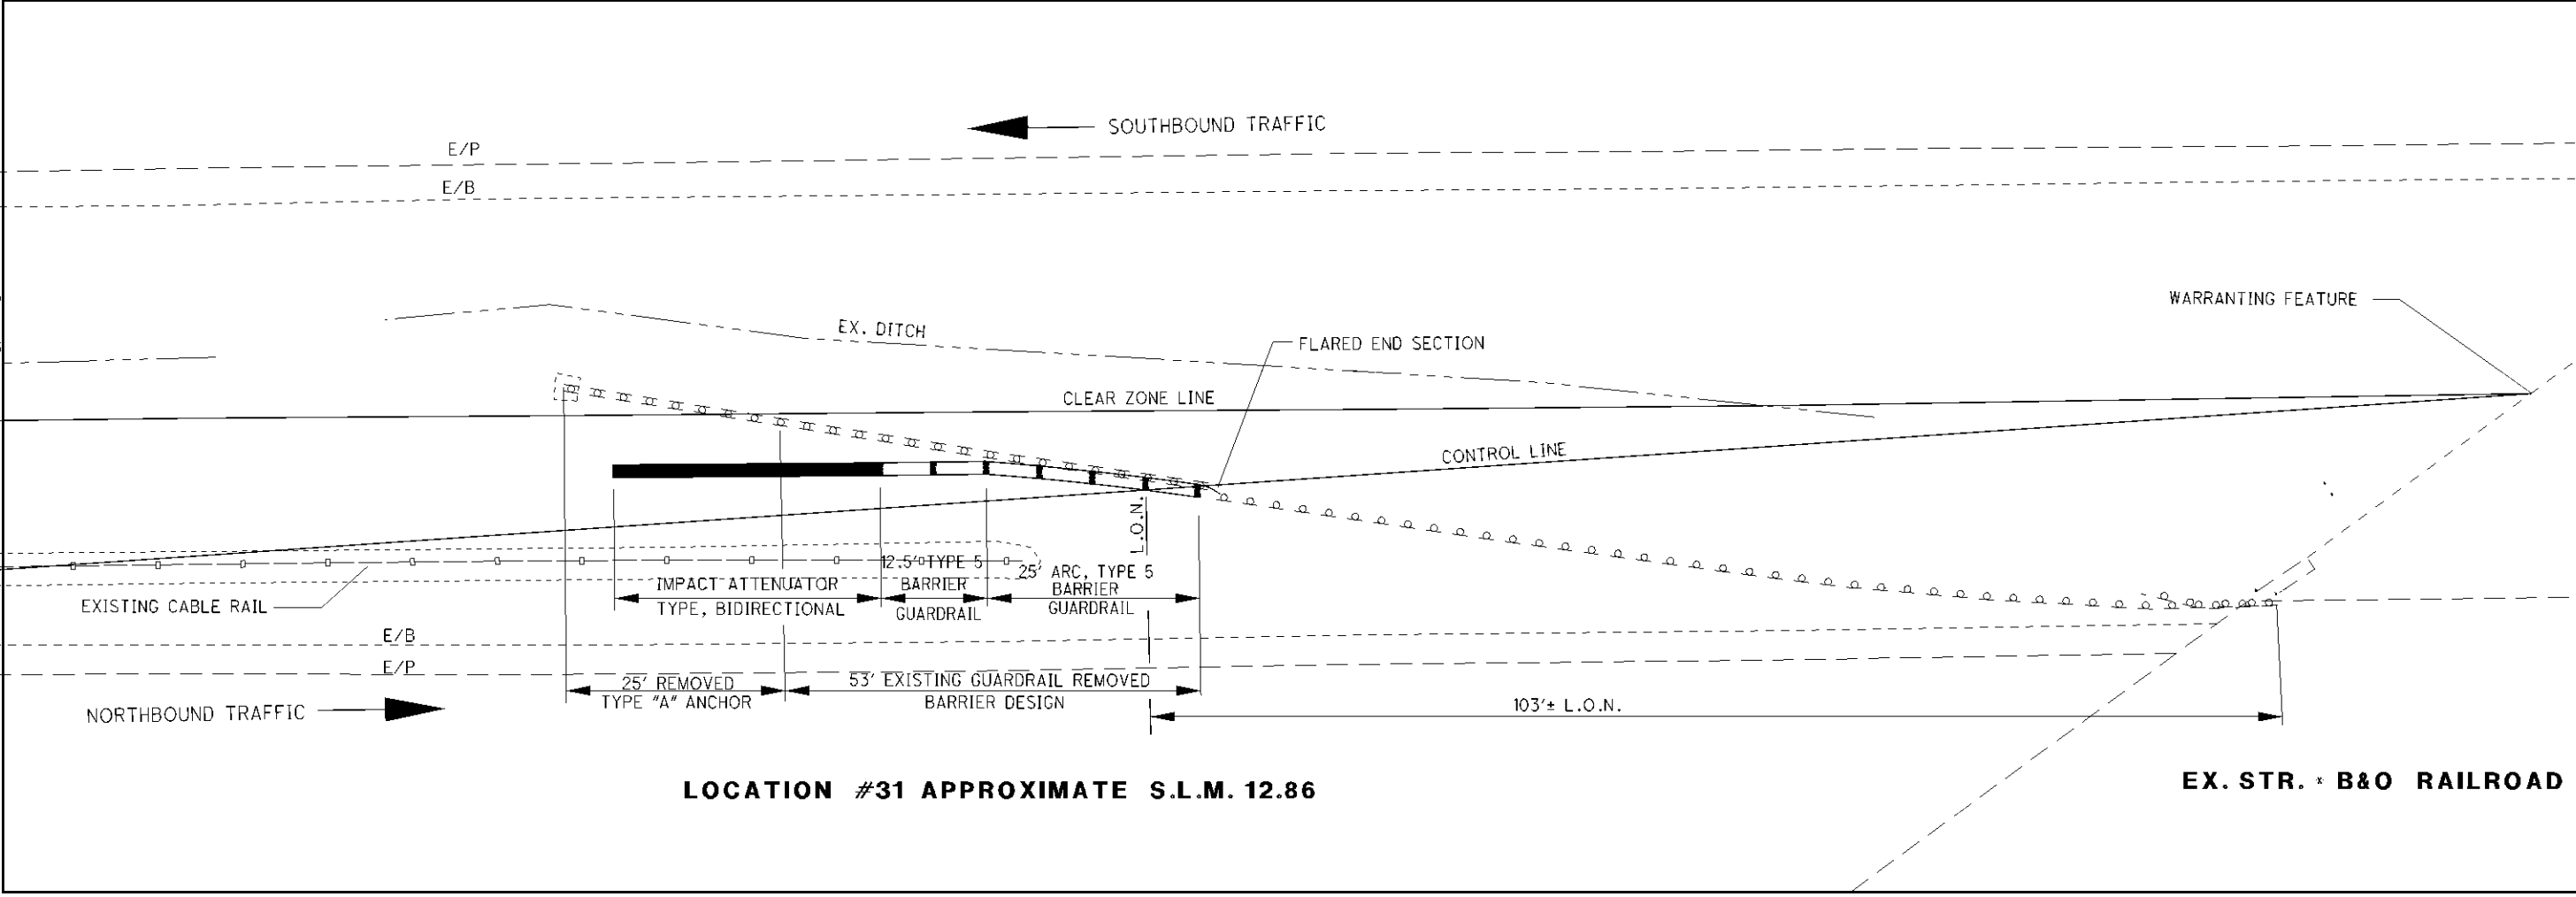 SOUTHBOUND TRAFFIC
E/P
E/B
WARRANTING FEATURE
EX. DITCH
FLARED END SECTION
CLEAR ZONE LINE
CONTROL LINE
L.O.N.
12.5' TYPE 5
BARRIER
GUARDRAIL
25' ARC, TYPE 5
BARRIER
GUARDRAIL
IMPACT ATTENUATOR
TYPE, BIDIRECTIONAL
EXISTING CABLE RAIL
E/B
E/P
25' REMOVED
TYPE "A" ANCHOR
53' EXISTING GUARDRAIL REMOVED
BARRIER DESIGN
NORTHBOUND TRAFFIC
103'± L.O.N.
LOCATION #31 APPROXIMATE S.L.M. 12.86
EX. STR. * B&O RAILROAD